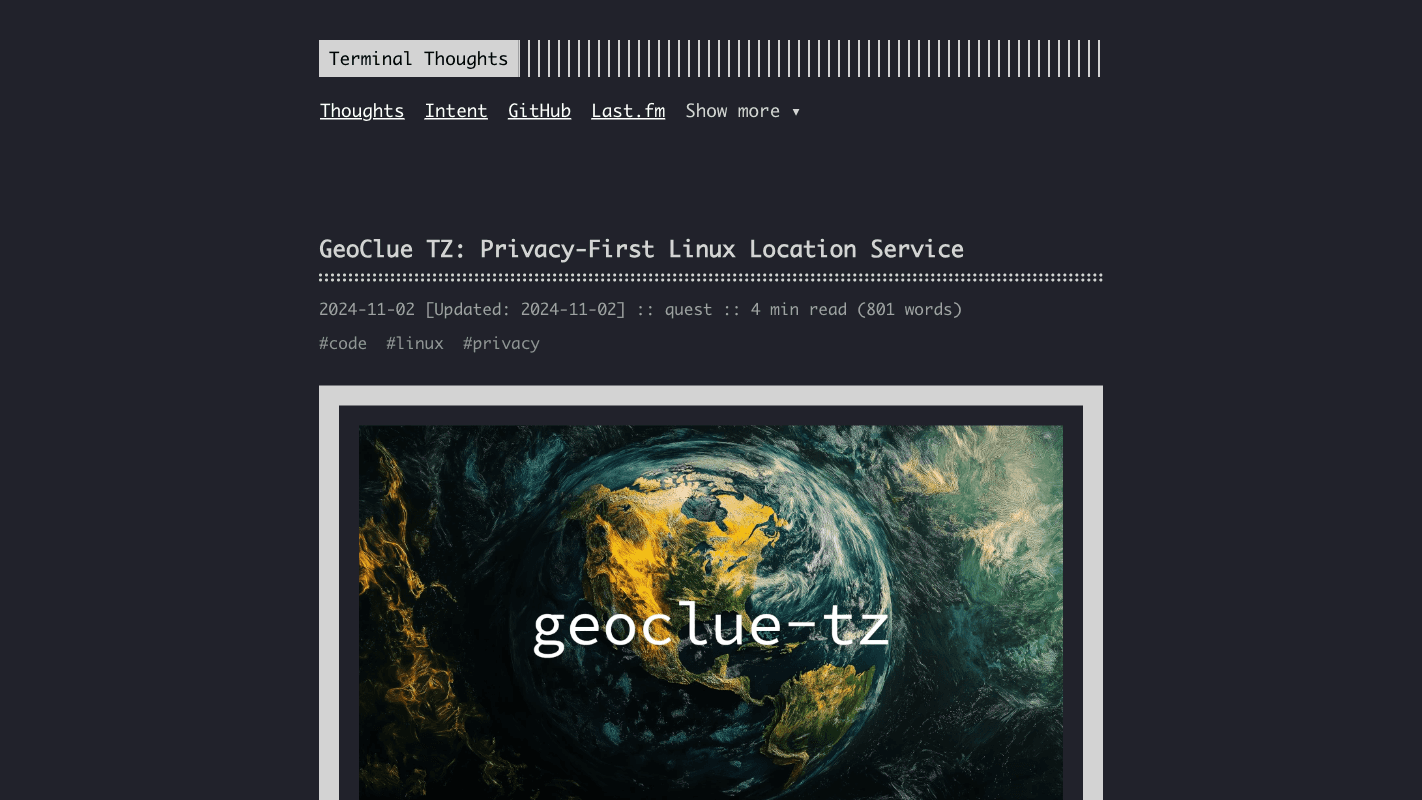 Terminal Thoughts
Thoughts Intent GitHub Last.fm Show more ▾
GeoClue TZ: Privacy-First Linux Location Service
2024-11-02 [Updated: 2024-11-02] :: quest :: 4 min read (801 words)
#code #linux #privacy
geoclue-tz